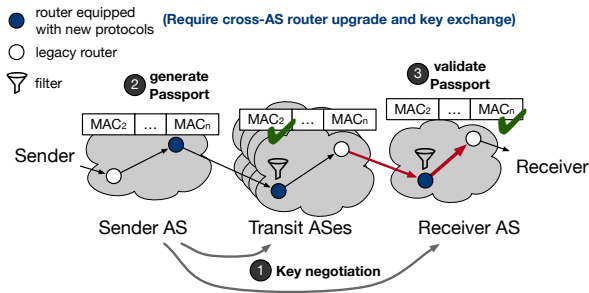 router equipped
with new protocols
(Require cross-AS router upgrade and key exchange)
legacy router
filter
2 generate
Passport
3 validate
Passport
MAC2 ... MACn
MAC2 ... MACn
MAC2 ... MACn
Sender
Receiver
Sender AS
Transit ASes
Receiver AS
1 Key negotiation